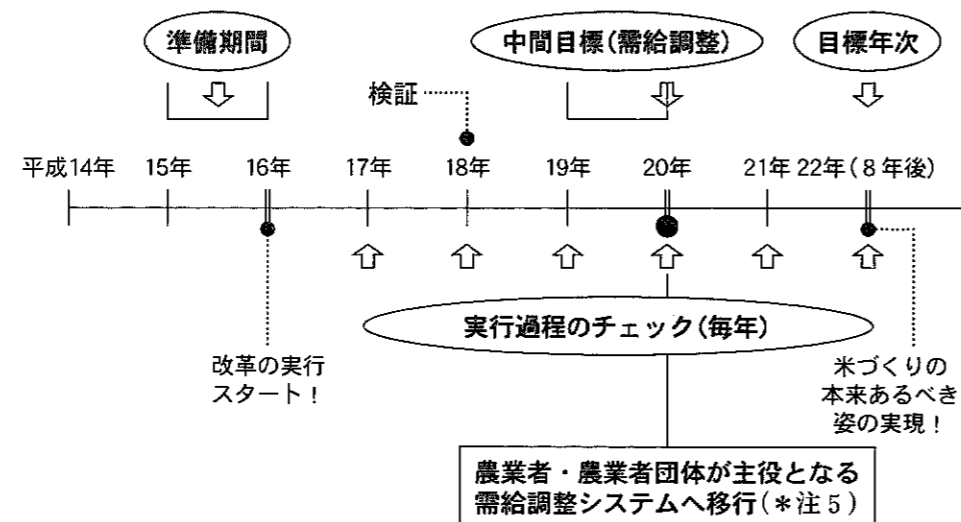 準備期間
中間目標(需給調整)
目標年次
検証
平成14年 15年 16年 17年 18年 19年 20年 21年 22年(8年後)
実行過程のチェック(毎年)
改革の実行
スタート!
米づくりの
本来あるべき
姿の実現!
農業者・農業者団体が主役となる
需給調整システムへ移行(*注5)